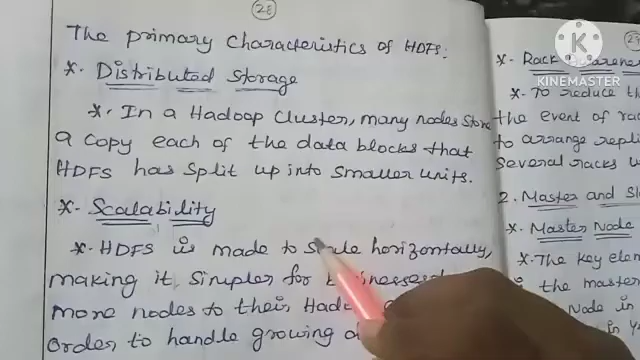 28
The primary characteristics of HDFS:
* Distributed Storage
* In a Hadoop Cluster, many nodes store
a copy each of the data blocks that
HDFS has split up into smaller units.
* Scalability
* HDFS is made to scale horizontally,
making it simpler for
more nodes to their
order to handle growing
* Rack
* To reduce
the event of
to arrange
several racks
2. Master and
* Master Node
* The key
is the master
Node in
in
K
KINEMASTER